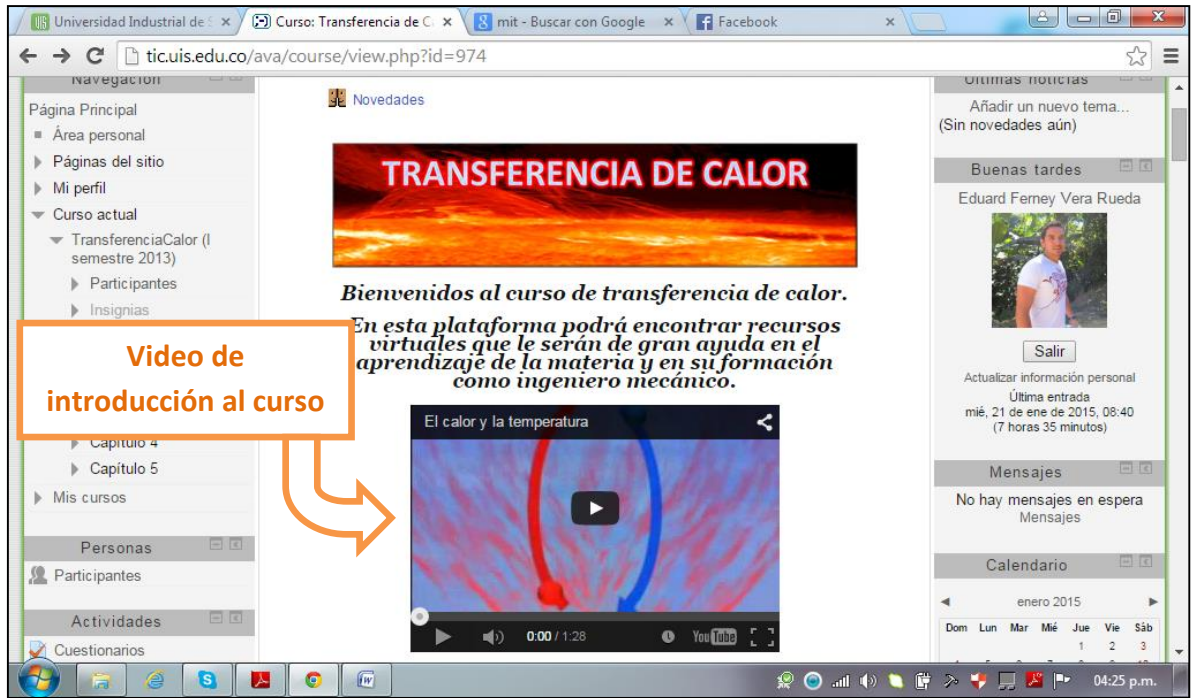 Universidad Industrial de S
Curso: Transferencia de Ca
mit - Buscar con Google
Facebook
tic.uis.edu.co/ava/course/view.php?id=974
Navegación
Página Principal
Área personal
Páginas del sitio
Mi perfil
Curso actual
TransferenciaCalor (I
semestre 2013)
Participantes
Insignias
Capítulo 4
Capítulo 5
Mis cursos
Personas
Participantes
Actividades
Cuestionarios
Novedades
TRANSFERENCIA DE CALOR
Bienvenidos al curso de transferencia de calor.
En esta plataforma podrá encontrar recursos
virtuales que le serán de gran ayuda en el
aprendizaje de la materia y en su formación
como ingeniero mecánico.
Video de
introducción al curso
El calor y la temperatura
0:00 / 1:28
YouTube
Últimas noticias
Añadir un nuevo tema...
(Sin novedades aún)
Buenas tardes
Eduard Ferney Vera Rueda
Salir
Actualizar información personal
Última entrada
mié, 21 de ene de 2015, 08:40
(7 horas 35 minutos)
Mensajes
No hay mensajes en espera
Mensajes
Calendario
enero 2015
Dom Lun Mar Mié Jue Vie Sáb
1 2 3
04:25 p.m.